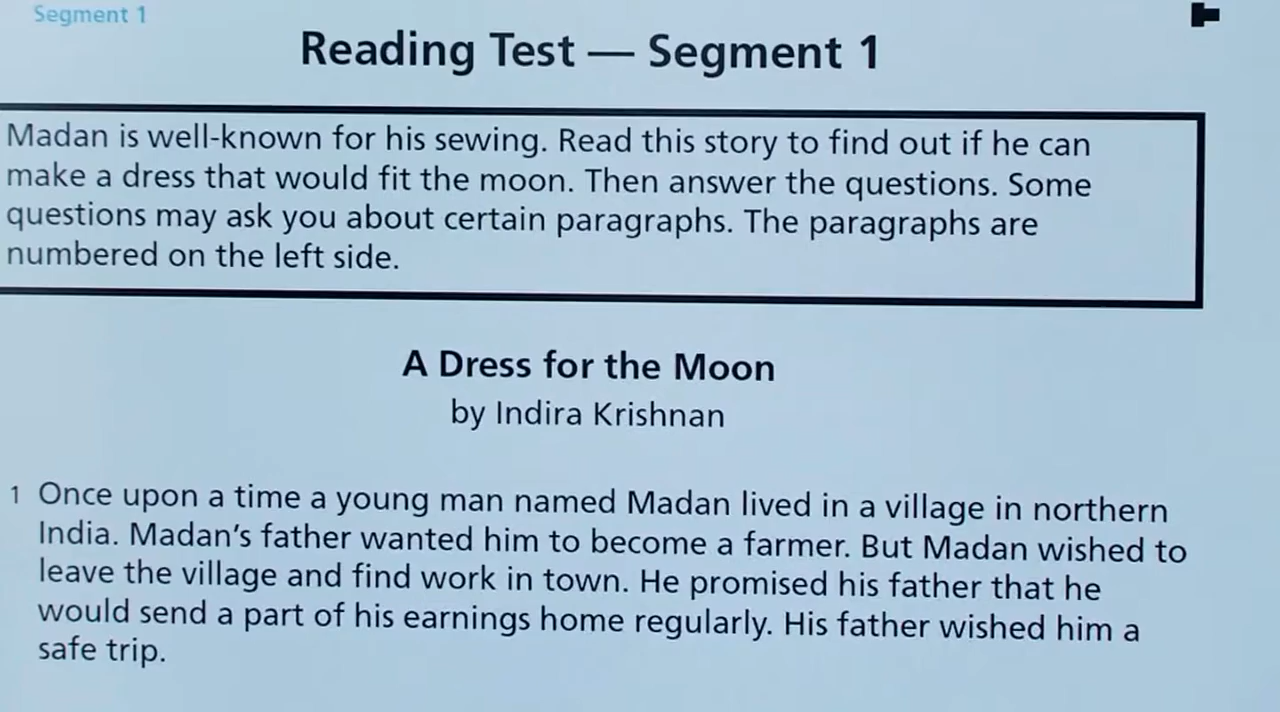 Segment 1
Reading Test — Segment 1
Madan is well-known for his sewing. Read this story to find out if he can
make a dress that would fit the moon. Then answer the questions. Some
questions may ask you about certain paragraphs. The paragraphs are
numbered on the left side.
A Dress for the Moon
by Indira Krishnan
1 Once upon a time a young man named Madan lived in a village in northern
India. Madan’s father wanted him to become a farmer. But Madan wished to
leave the village and find work in town. He promised his father that he
would send a part of his earnings home regularly. His father wished him a
safe trip.